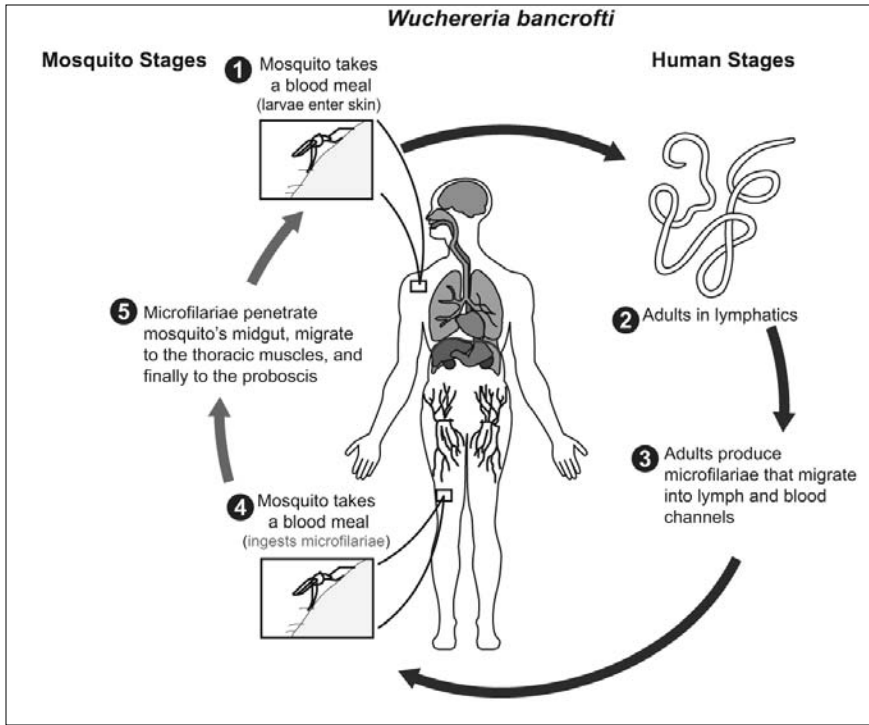 Wuchereria bancrofti
Mosquito Stages
Human Stages
1 Mosquito takes
a blood meal
(larvae enter skin)
2 Adults in lymphatics
3 Adults produce
microfilariae that migrate
into lymph and blood
channels
4 Mosquito takes
a blood meal
(ingests microfilariae)
5 Microfilariae penetrate
mosquito's midgut, migrate
to the thoracic muscles, and
finally to the proboscis